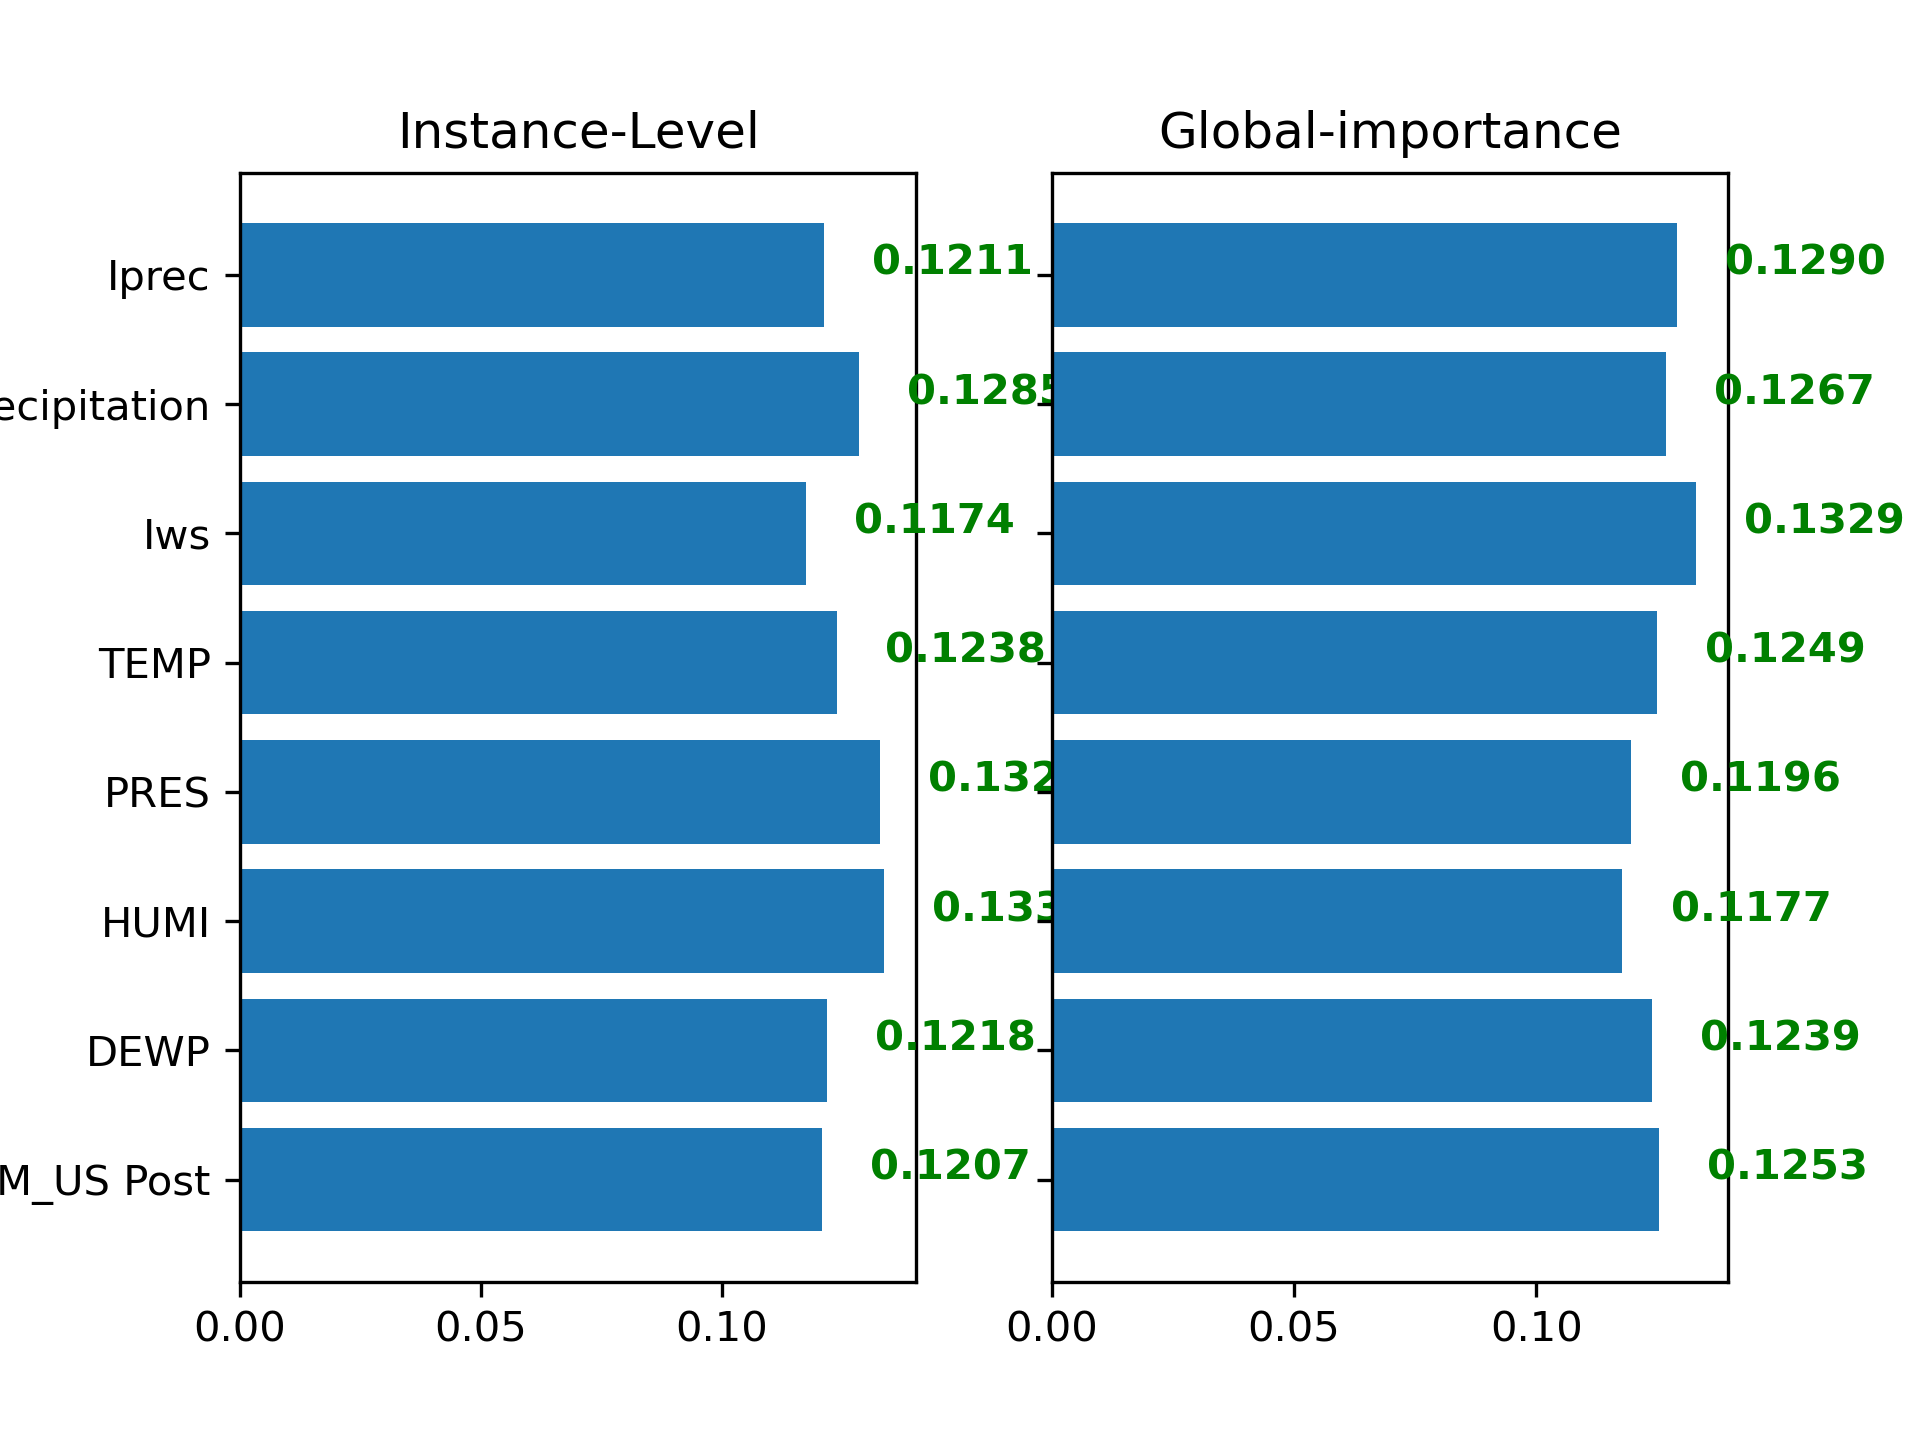 Instance-Level Global-importance
Iprec 0.1211 0.1290
ecipitation 0.1285 0.1267
Iws 0.1174 0.1329
TEMP 0.1238 0.1249
PRES 0.132 0.1196
HUMI 0.133 0.1177
DEWP 0.1218 0.1239
M_US Post 0.1207 0.1253
0.00 0.05 0.10 0.00 0.05 0.10